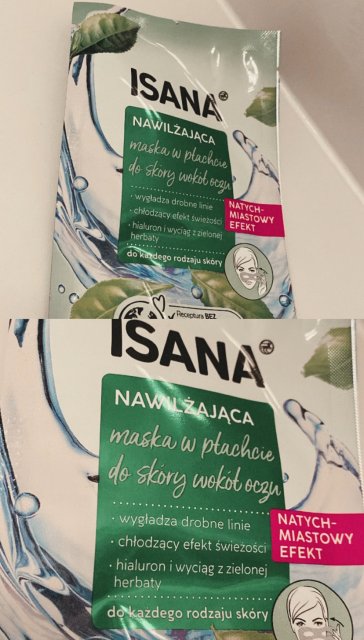 ISANA
NAWILŻAJĄCA
maska w płachcie
do skóry wokół oczu
· wygładza drobne linie
· chłodzący efekt świeżości
· hialuron i wyciąg z zielonej
herbaty
do każdego rodzaju skóry
NATYCH-
MIASTOWY
EFEKT
Receptura BEZ
ISANA
NAWILŻAJĄCA
maska w płachcie
do skóry wokół oczu
· wygładza drobne linie
· chłodzący efekt świeżości
· hialuron i wyciąg z zielonej
herbaty
do każdego rodzaju skóry
NATYCH-
MIASTOWY
EFEKT